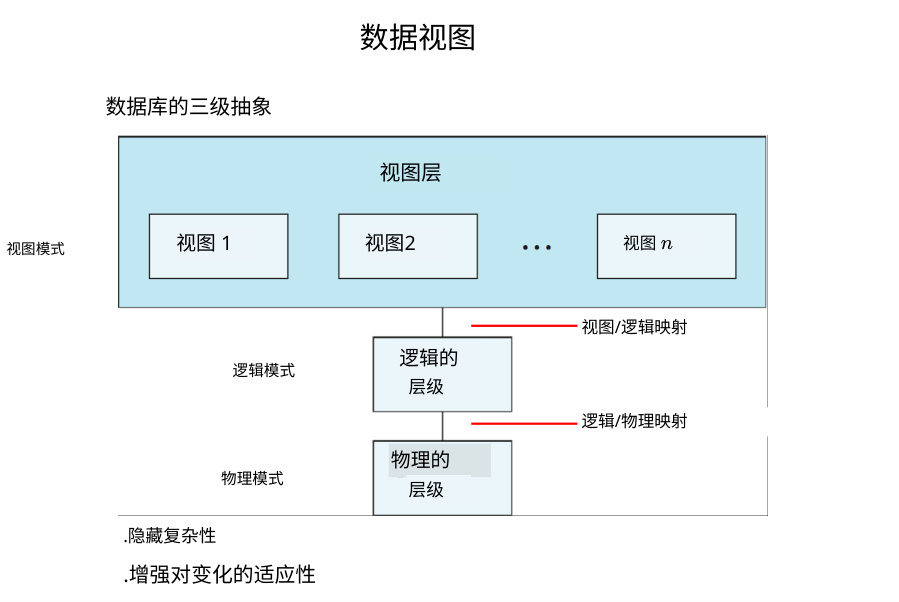 数据视图
数据库的三级抽象
视图层
视图 1
视图2
...
视图 n
视图模式
视图/逻辑映射
逻辑的
层级
逻辑模式
逻辑/物理映射
物理的
层级
物理模式
.隐藏复杂性
.增强对变化的适应性